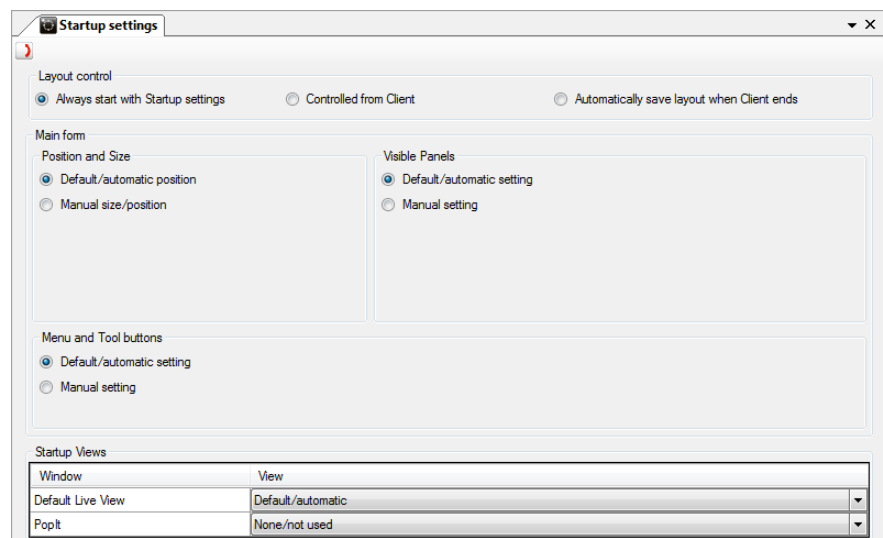 Startup settings
Layout control
Always start with Startup settings Controlled from Client Automatically save layout when Client ends
Main form
Position and Size Visible Panels
Default/automatic position Default/automatic setting
Manual size/position Manual setting
Menu and Tool buttons
Default/automatic setting
Manual setting
Startup Views
Window View
Default Live View Default/automatic
PopIt None/not used